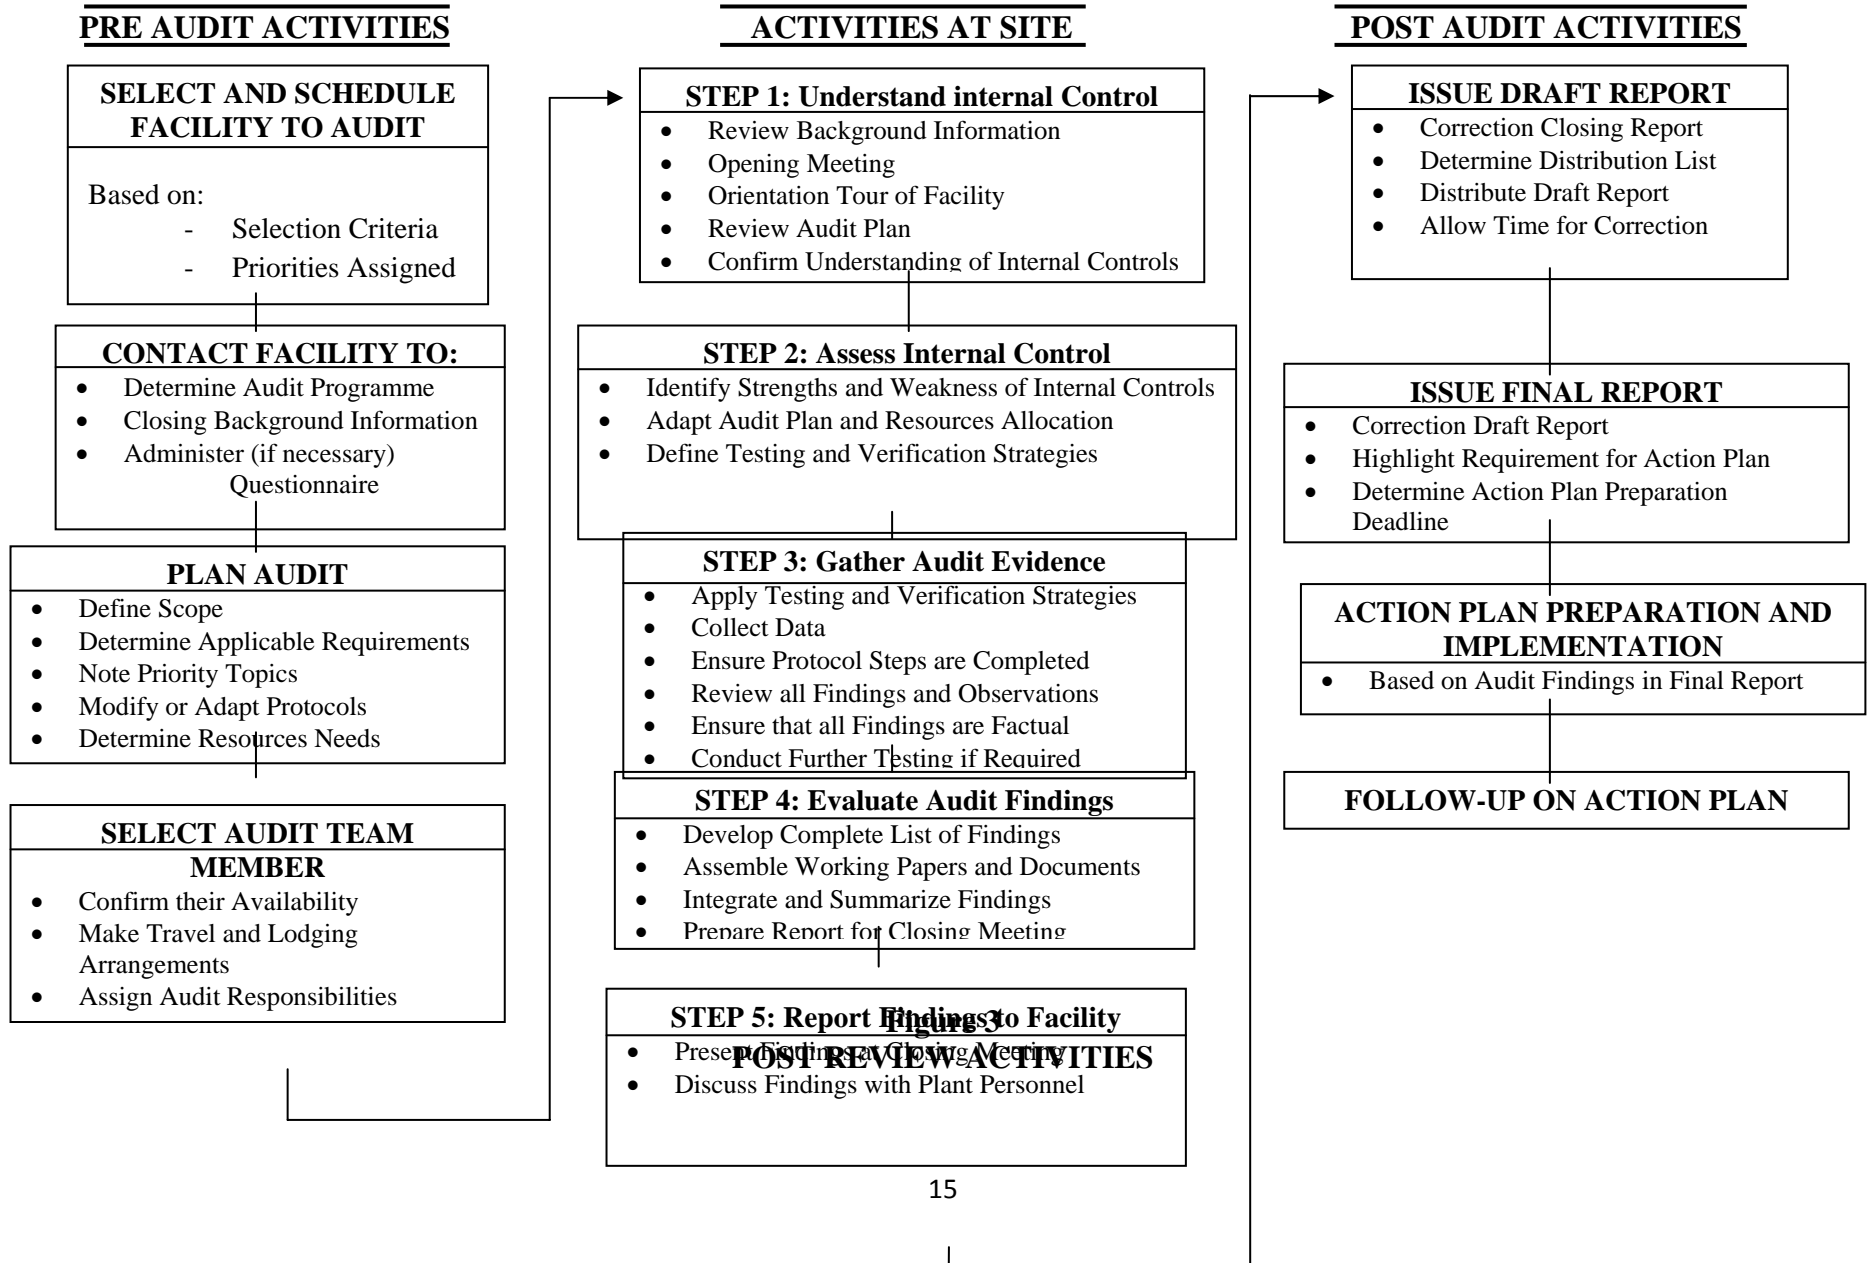 PRE AUDIT ACTIVITIES
SELECT AND SCHEDULE
FACILITY TO AUDIT
Based on:
- Selection Criteria
- Priorities Assigned
CONTACT FACILITY TO:
• Determine Audit Programme
• Closing Background Information
• Administer (if necessary)
Questionnaire
PLAN AUDIT
• Define Scope
• Determine Applicable Requirements
• Note Priority Topics
• Modify or Adapt Protocols
• Determine Resources Needs
SELECT AUDIT TEAM
MEMBER
• Confirm their Availability
• Make Travel and Lodging
Arrangements
• Assign Audit Responsibilities
ACTIVITIES AT SITE
STEP 1: Understand internal Control
• Review Background Information
• Opening Meeting
• Orientation Tour of Facility
• Review Audit Plan
• Confirm Understanding of Internal Controls
STEP 2: Assess Internal Control
• Identify Strengths and Weakness of Internal Controls
• Adapt Audit Plan and Resources Allocation
• Define Testing and Verification Strategies
STEP 3: Gather Audit Evidence
• Apply Testing and Verification Strategies
• Collect Data
• Ensure Protocol Steps are Completed
• Review all Findings and Observations
• Ensure that all Findings are Factual
• Conduct Further Testing if Required
STEP 4: Evaluate Audit Findings
• Develop Complete List of Findings
• Assemble Working Papers and Documents
• Integrate and Summarize Findings
• Prepare Report for Closing Meeting
STEP 5: Report Findings to Facility
• Present Findings at Closing Meeting
• Discuss Findings with Plant Personnel
Figure 3
POST REVIEW ACTIVITIES
15
POST AUDIT ACTIVITIES
ISSUE DRAFT REPORT
• Correction Closing Report
• Determine Distribution List
• Distribute Draft Report
• Allow Time for Correction
ISSUE FINAL REPORT
• Correction Draft Report
• Highlight Requirement for Action Plan
• Determine Action Plan Preparation
Deadline
ACTION PLAN PREPARATION AND
IMPLEMENTATION
• Based on Audit Findings in Final Report
FOLLOW-UP ON ACTION PLAN